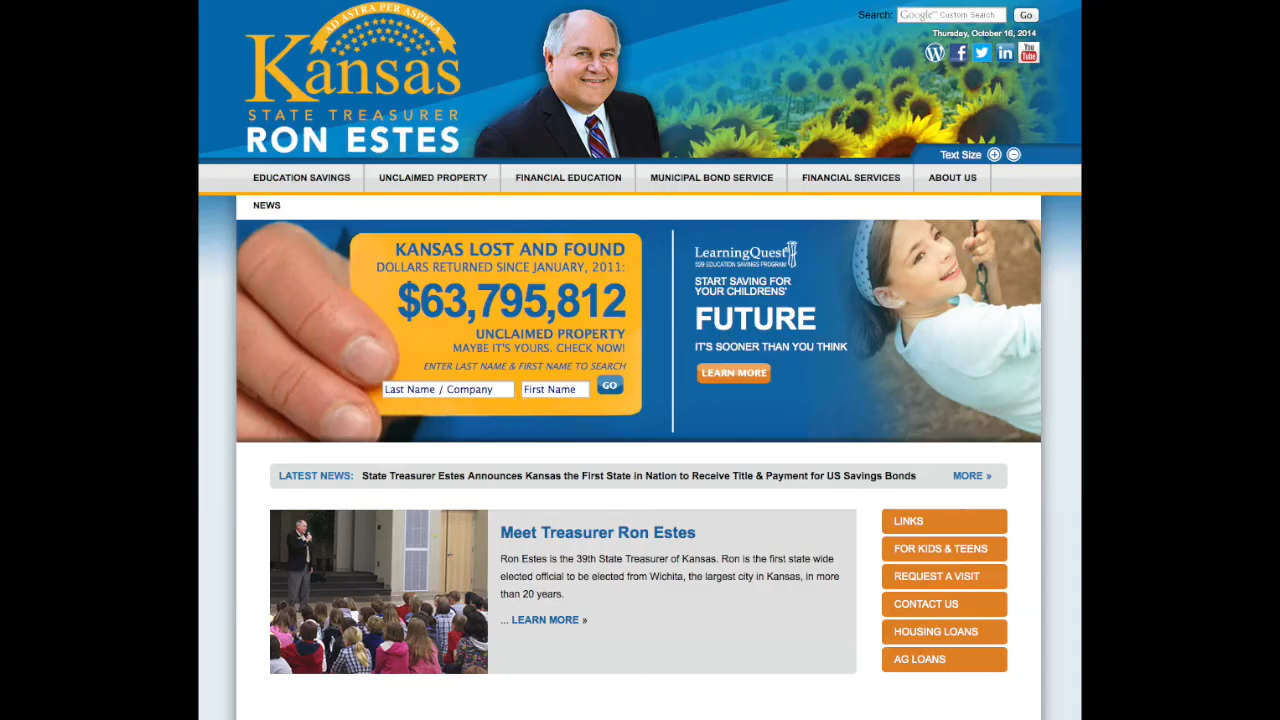 AD ASTRA PER ASPERA
Kansas
STATE TREASURER
RON ESTES
Search: Google™ Custom Search Go
Thursday, October 16, 2014
You
Tube
Text Size
EDUCATION SAVINGS UNCLAIMED PROPERTY FINANCIAL EDUCATION MUNICIPAL BOND SERVICE FINANCIAL SERVICES ABOUT US
NEWS
KANSAS LOST AND FOUND
DOLLARS RETURNED SINCE JANUARY, 2011:
$63,795,812
UNCLAIMED PROPERTY
MAYBE IT'S YOURS. CHECK NOW!
ENTER LAST NAME & FIRST NAME TO SEARCH
Last Name / Company First Name GO
LearningQuest
529 EDUCATION SAVINGS PROGRAM
START SAVING FOR
YOUR CHILDRENS'
FUTURE
IT'S SOONER THAN YOU THINK
LEARN MORE
LATEST NEWS: State Treasurer Estes Announces Kansas the First State in Nation to Receive Title & Payment for US Savings Bonds MORE »
Meet Treasurer Ron Estes
Ron Estes is the 39th State Treasurer of Kansas. Ron is the first state wide
elected official to be elected from Wichita, the largest city in Kansas, in more
than 20 years.
... LEARN MORE »
LINKS
FOR KIDS & TEENS
REQUEST A VISIT
CONTACT US
HOUSING LOANS
AG LOANS